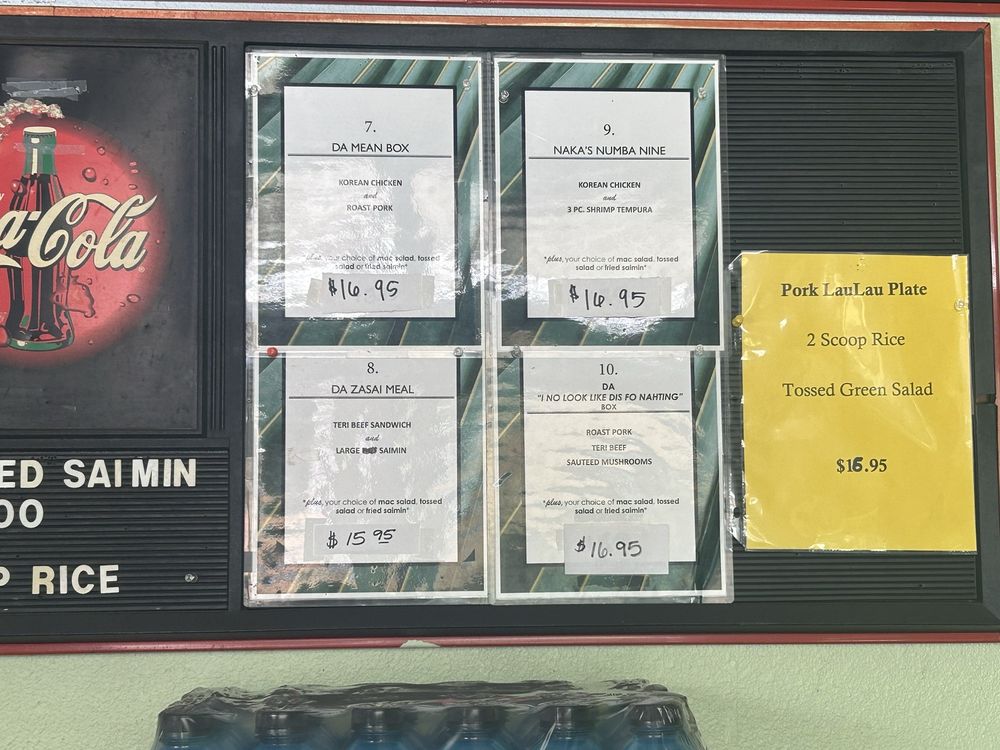 a-Cola
ED SAIMIN
00
P RICE
7.
DA MEAN BOX
KOREAN CHICKEN
and
ROAST PORK
*plus, your choice of mac salad, tossed
salad or fried saimin*
$16.95
8.
DA ZASAI MEAL
TERI BEEF SANDWICH
and
LARGE SAIMIN
*plus, your choice of mac salad, tossed
salad or fried saimin*
$15 95
9.
NAKA'S NUMBA NINE
KOREAN CHICKEN
and
3 PC. SHRIMP TEMPURA
*plus, your choice of mac salad, tossed
salad or fried saimin*
$16.95
10.
DA
"I NO LOOK LIKE DIS FO NAHTING"
BOX
ROAST PORK
TERI BEEF
SAUTEED MUSHROOMS
*plus, your choice of mac salad, tossed
salad or fried saimin*
$16.95
Pork LauLau Plate
2 Scoop Rice
Tossed Green Salad
$16.95